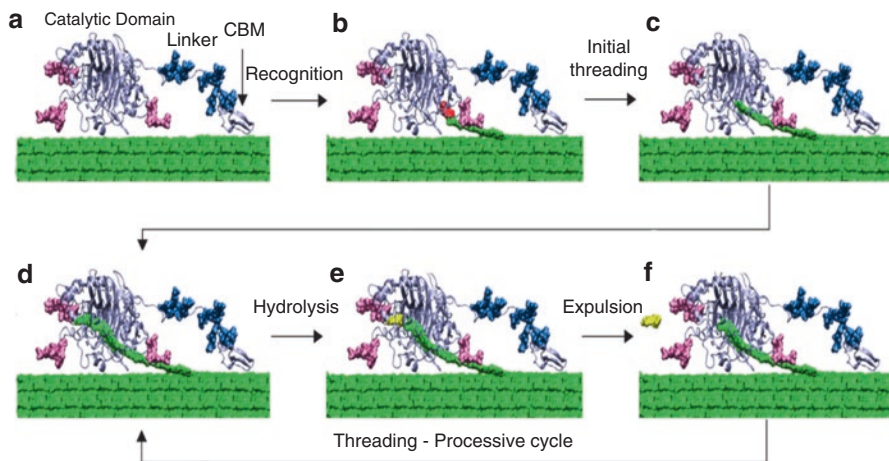 a
Catalytic Domain
Linker
CBM
Recognition
b
Initial
threading
c
d
Hydrolysis
e
Expulsion
f
Threading - Processive cycle